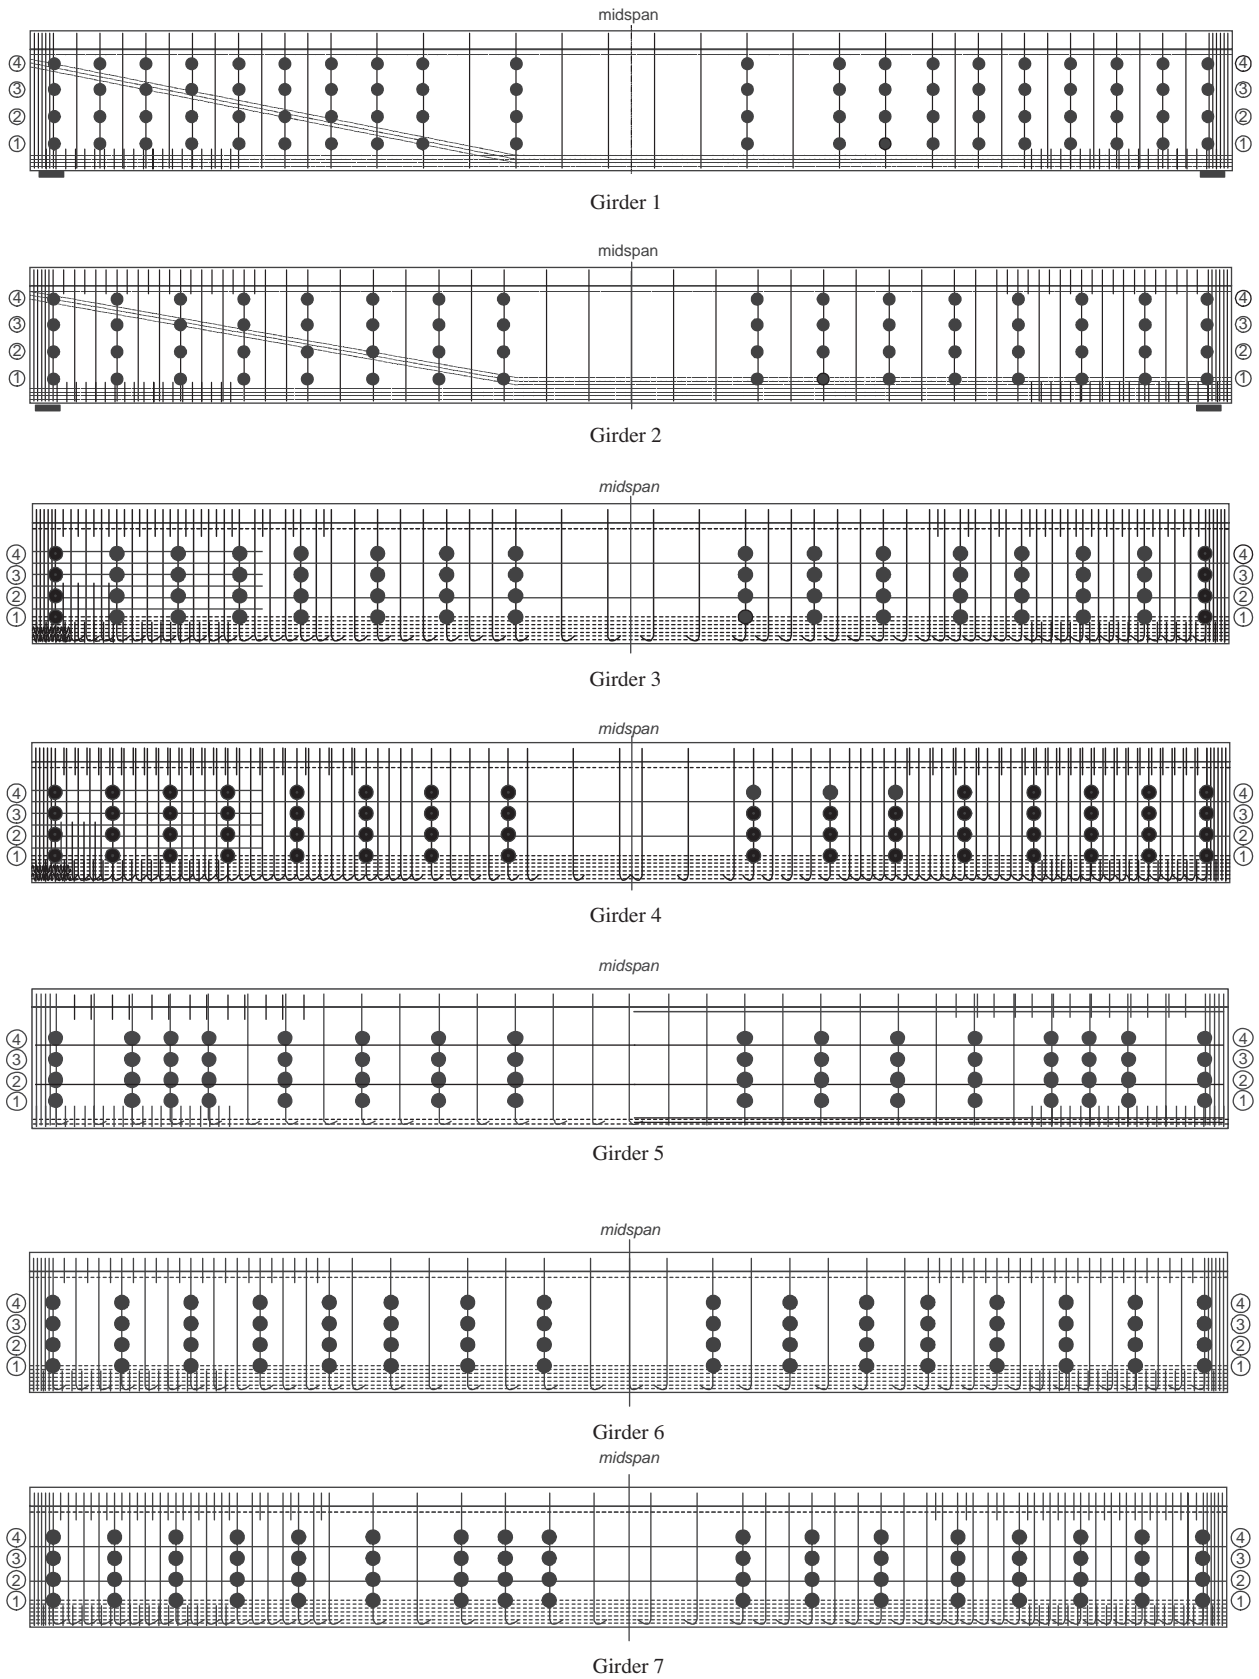 midspan
④ ④
③ ③
② ②
① ①
Girder 1
midspan
④ ④
③ ③
② ②
① ①
Girder 2
midspan
④ ④
③ ③
② ②
① ①
Girder 3
midspan
④ ④
③ ③
② ②
① ①
Girder 4
midspan
④ ④
③ ③
② ②
① ①
Girder 5
midspan
④ ④
③ ③
② ②
① ①
Girder 6
midspan
④ ④
③ ③
② ②
① ①
Girder 7